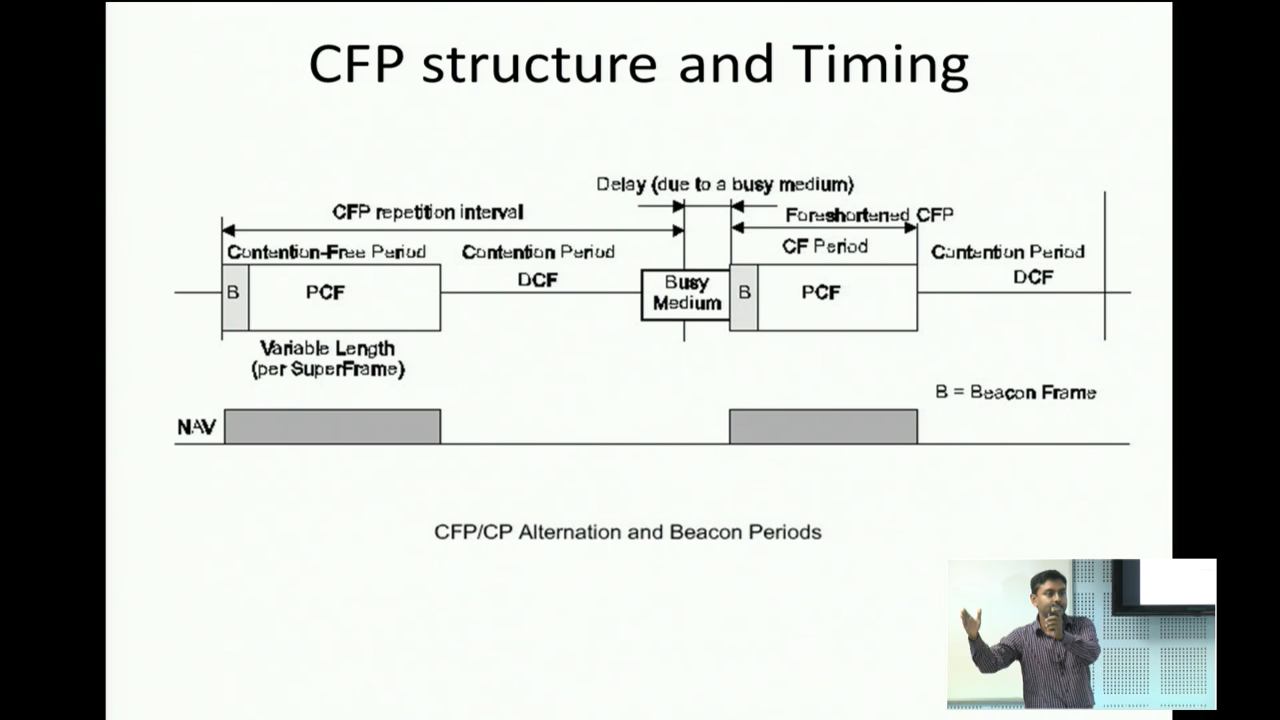 CFP structure and Timing
Delay (due to a busy medium)
CFP repetition interval
Foreshortened CFP
Contention-Free Period
Contention Period
CF Period
Contention Period
DCF
DCF
B
PCF
Busy
Medium
B
PCF
Variable Length
(per SuperFrame)
B = Beacon Frame
NAV
CFP/CP Alternation and Beacon Periods